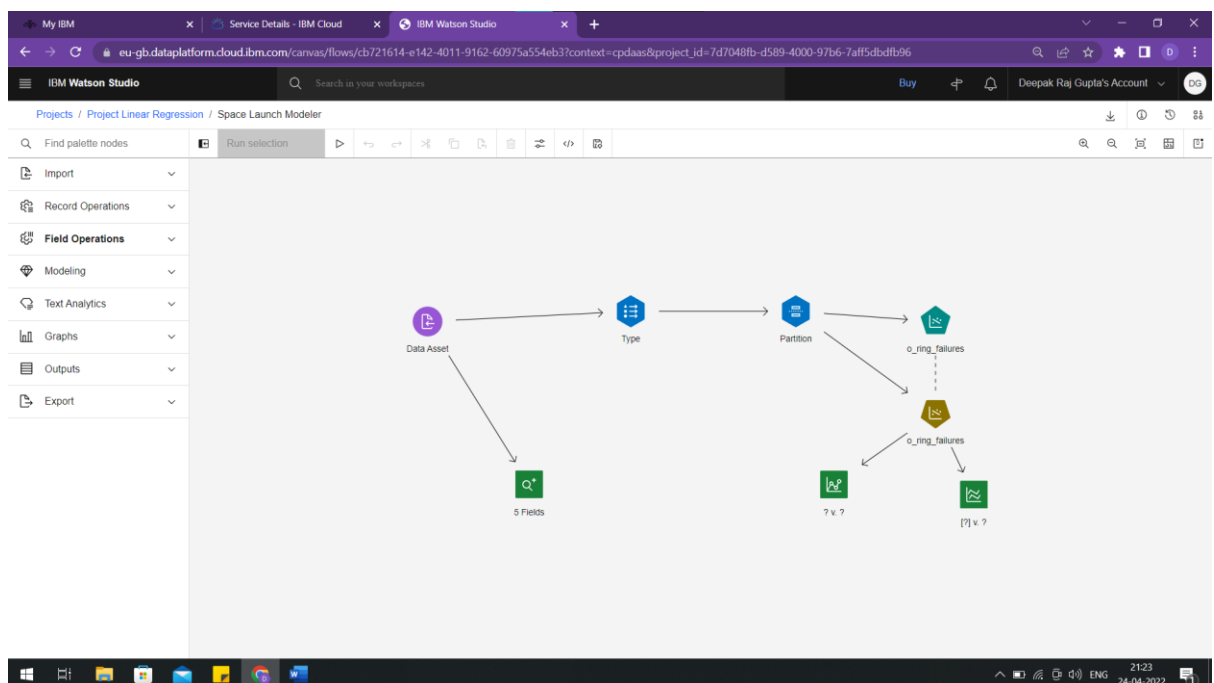 My IBM
Service Details - IBM Cloud
IBM Watson Studio
eu-gb.dataplatform.cloud.ibm.com/canvas/flows/cb721614-e142-4011-9162-60975a554eb3?context=cpdaas&project_id=7d7048fb-d589-4000-97b6-7aff5dbdfb96
D
IBM Watson Studio
Search in your workspaces
Buy
Deepak Raj Gupta's Account
DG
Projects / Project Linear Regression / Space Launch Modeler
Find palette nodes
Run selection
Import
Record Operations
Field Operations
Modeling
Text Analytics
Graphs
Outputs
Export
Data Asset
Type
Partition
o_ring_failures
o_ring_failures
5 Fields
? v. ?
[?] v. ?
ENG
21:23
24-04-2022